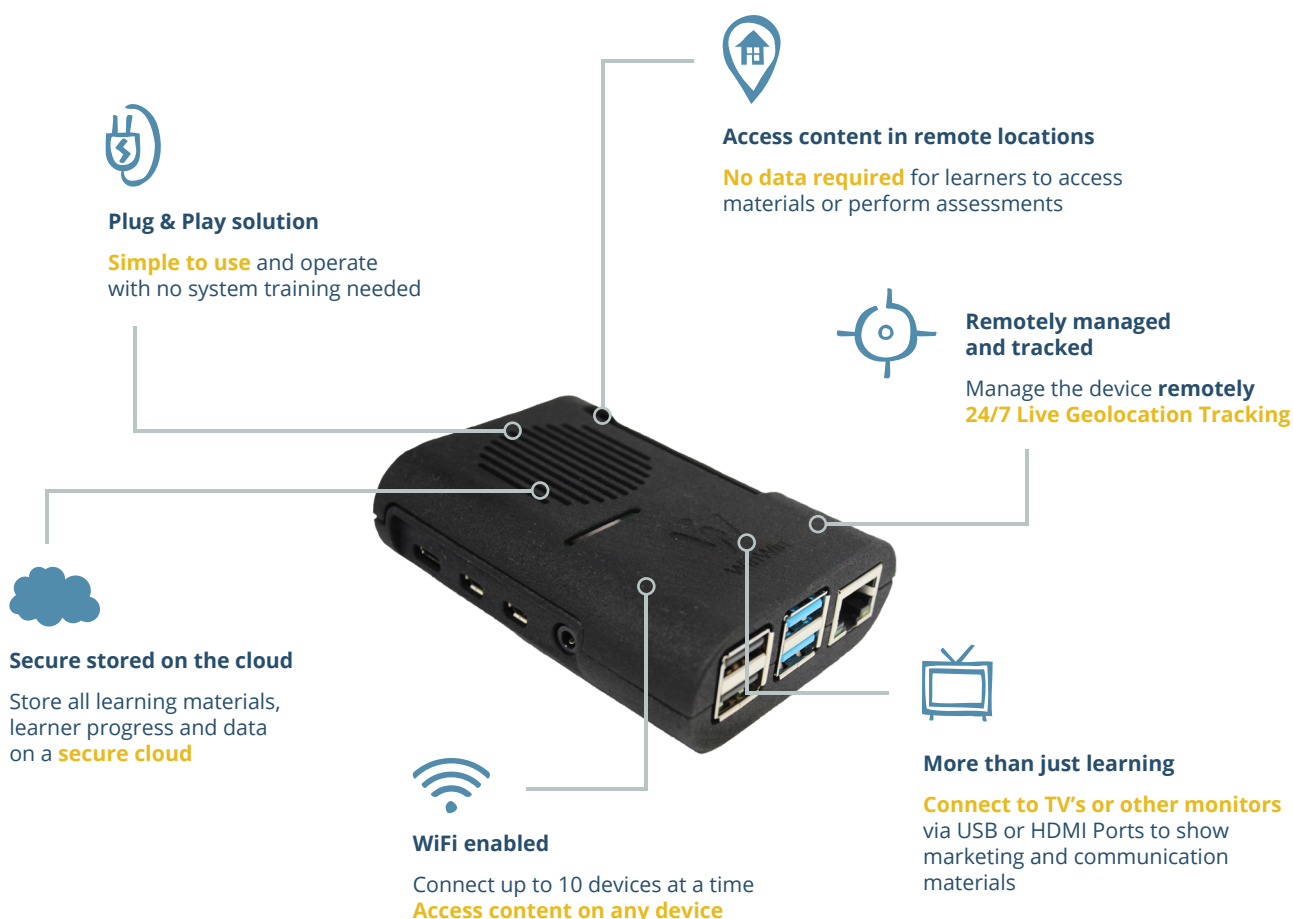 Access content in remote locations
No data required for learners to access
materials or perform assessments
Plug & Play solution
Simple to use and operate
with no system training needed
Remotely managed
and tracked
Manage the device remotely
24/7 Live Geolocation Tracking
Secure stored on the cloud
Store all learning materials,
learner progress and data
on a secure cloud
WiFi enabled
Connect up to 10 devices at a time
Access content on any device
More than just learning
Connect to TV's or other monitors
via USB or HDMI Ports to show
marketing and communication
materials